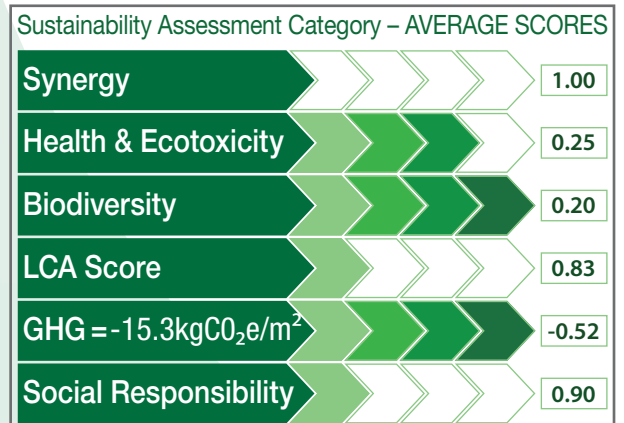 Sustainability Assessment Category – AVERAGE SCORES
Synergy 1.00
Health & Ecotoxicity 0.25
Biodiversity 0.20
LCA Score 0.83
GHG = -15.3kgC0₂e/m² -0.52
Social Responsibility 0.90